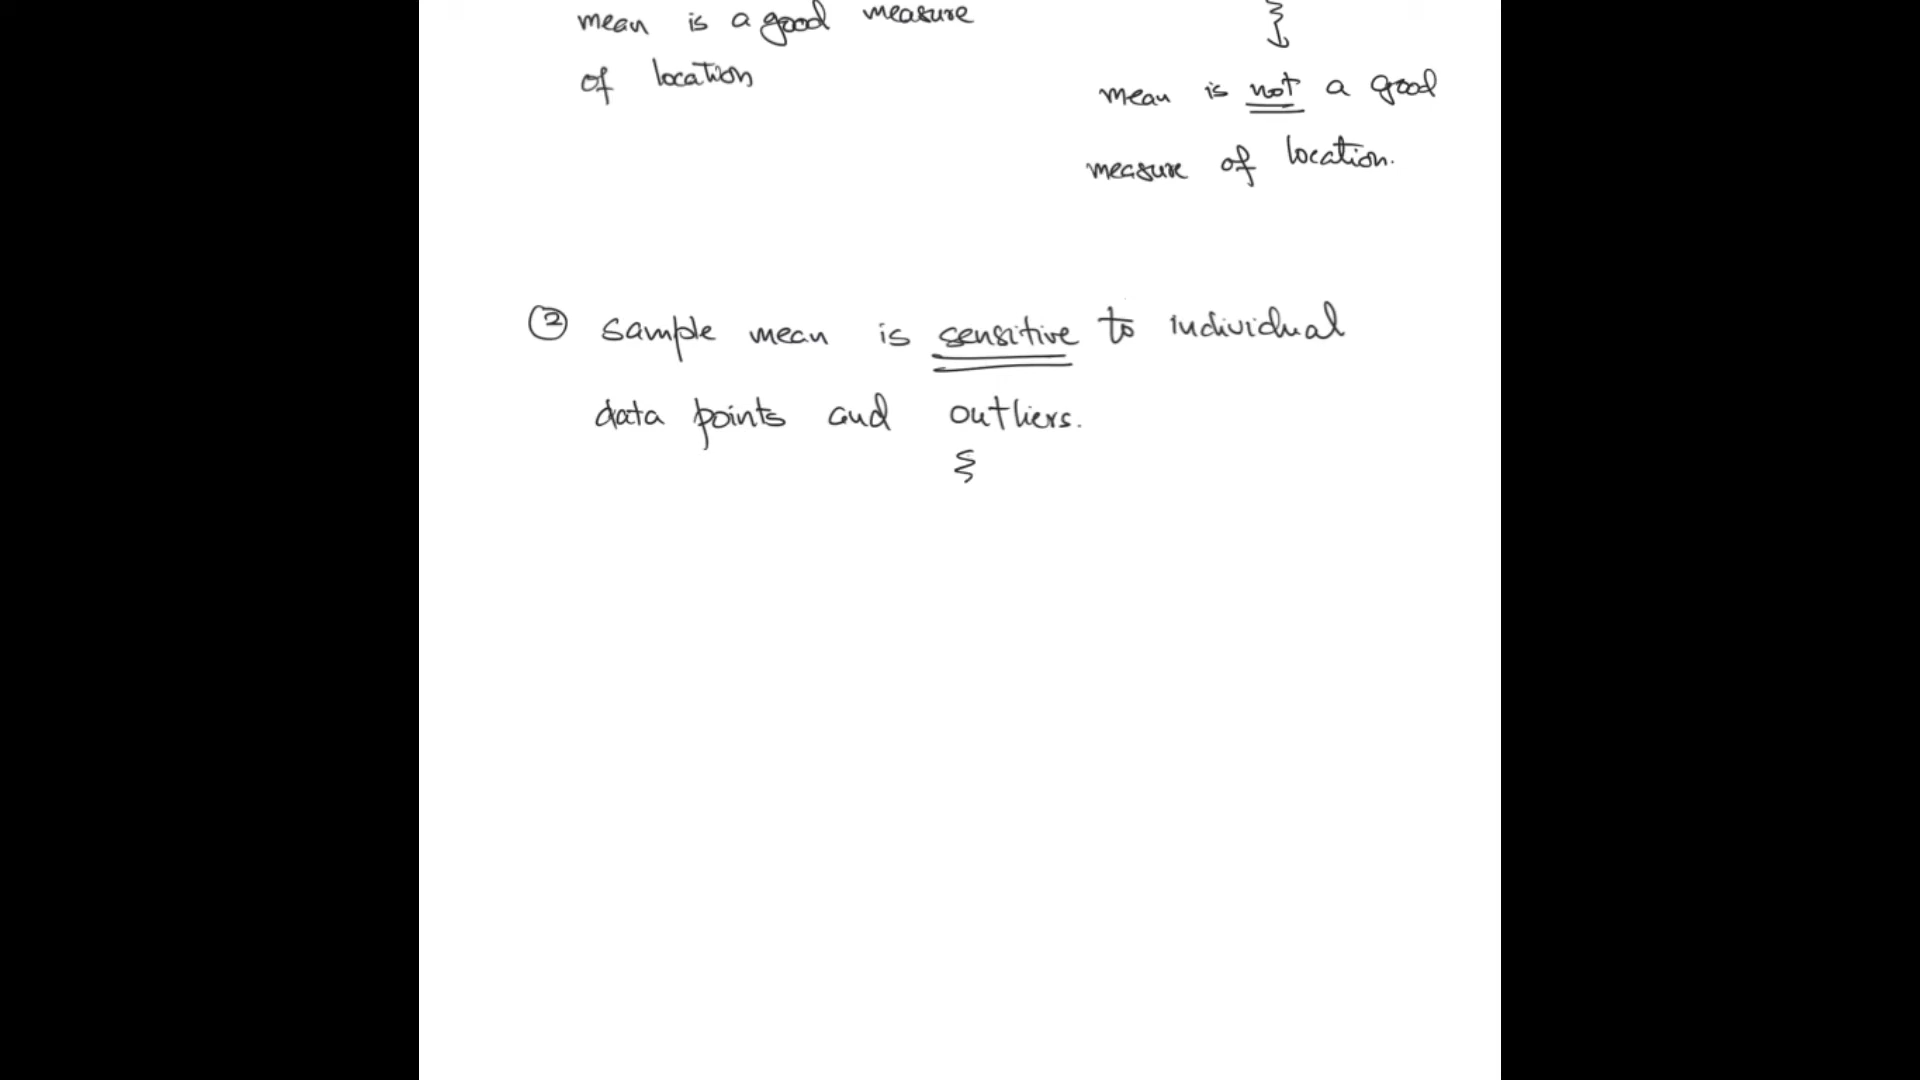 mean is a good measure
of location
mean is not a good
measure of location.
② sample mean is sensitive to individual
data points and outliers.